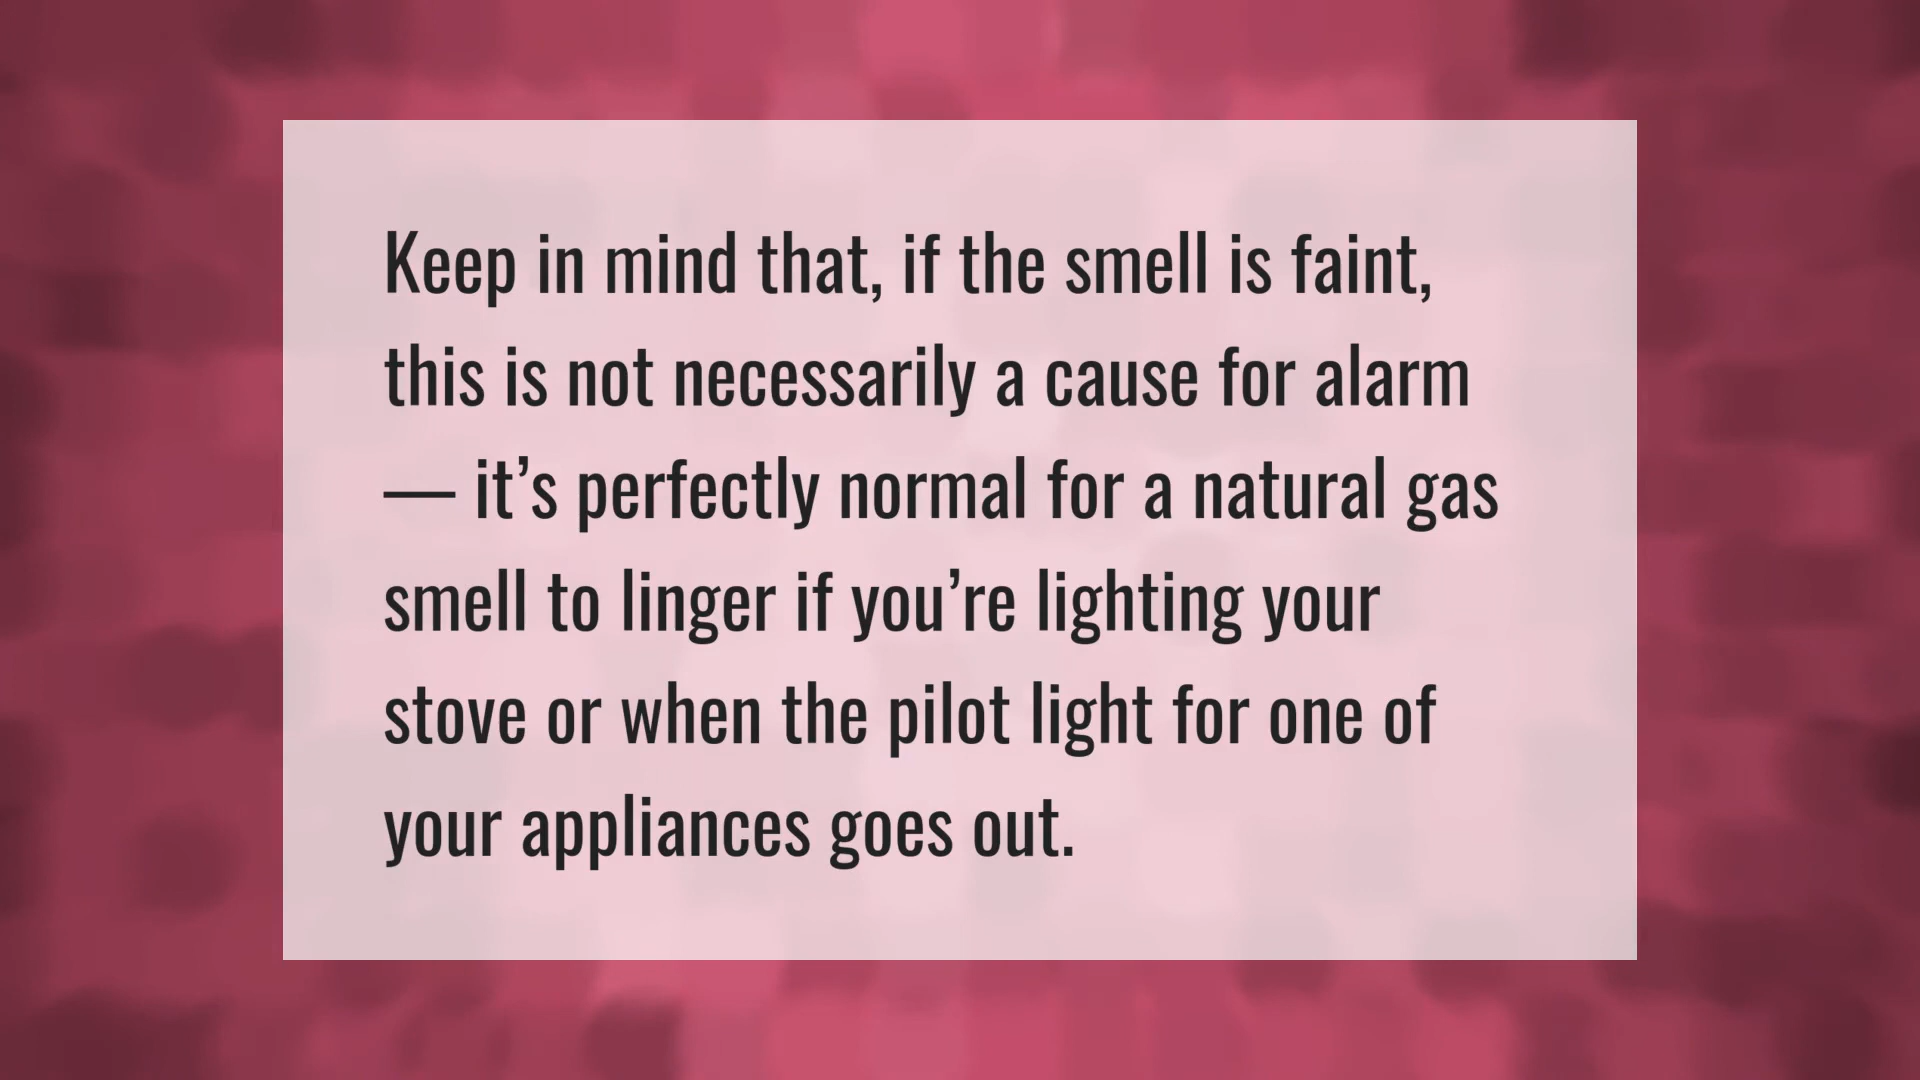 Keep in mind that, if the smell is faint,
this is not necessarily a cause for alarm
— it’s perfectly normal for a natural gas
smell to linger if you’re lighting your
stove or when the pilot light for one of
your appliances goes out.